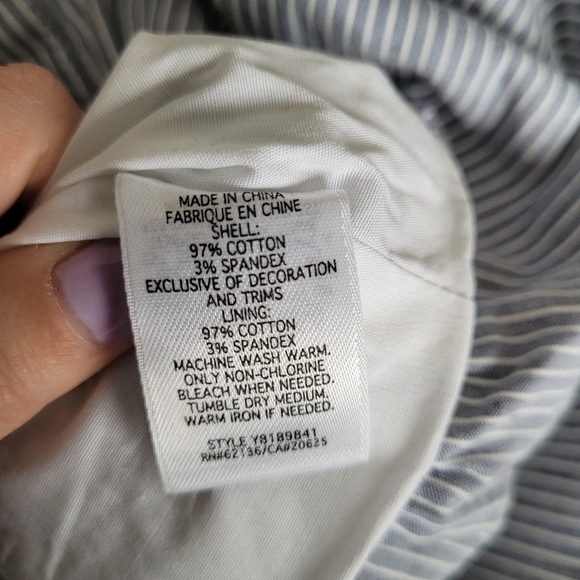 MADE IN CHINA
FABRIQUE EN CHINE
SHELL:
97% COTTON
3% SPANDEX
EXCLUSIVE OF DECORATION
AND TRIMS
LINING:
97% COTTON
3% SPANDEX
MACHINE WASH WARM.
ONLY NON-CHLORINE
BLEACH WHEN NEEDED.
TUMBLE DRY MEDIUM.
WARM IRON IF NEEDED.
STYLE Y8189841
RN#62136/CA#20625